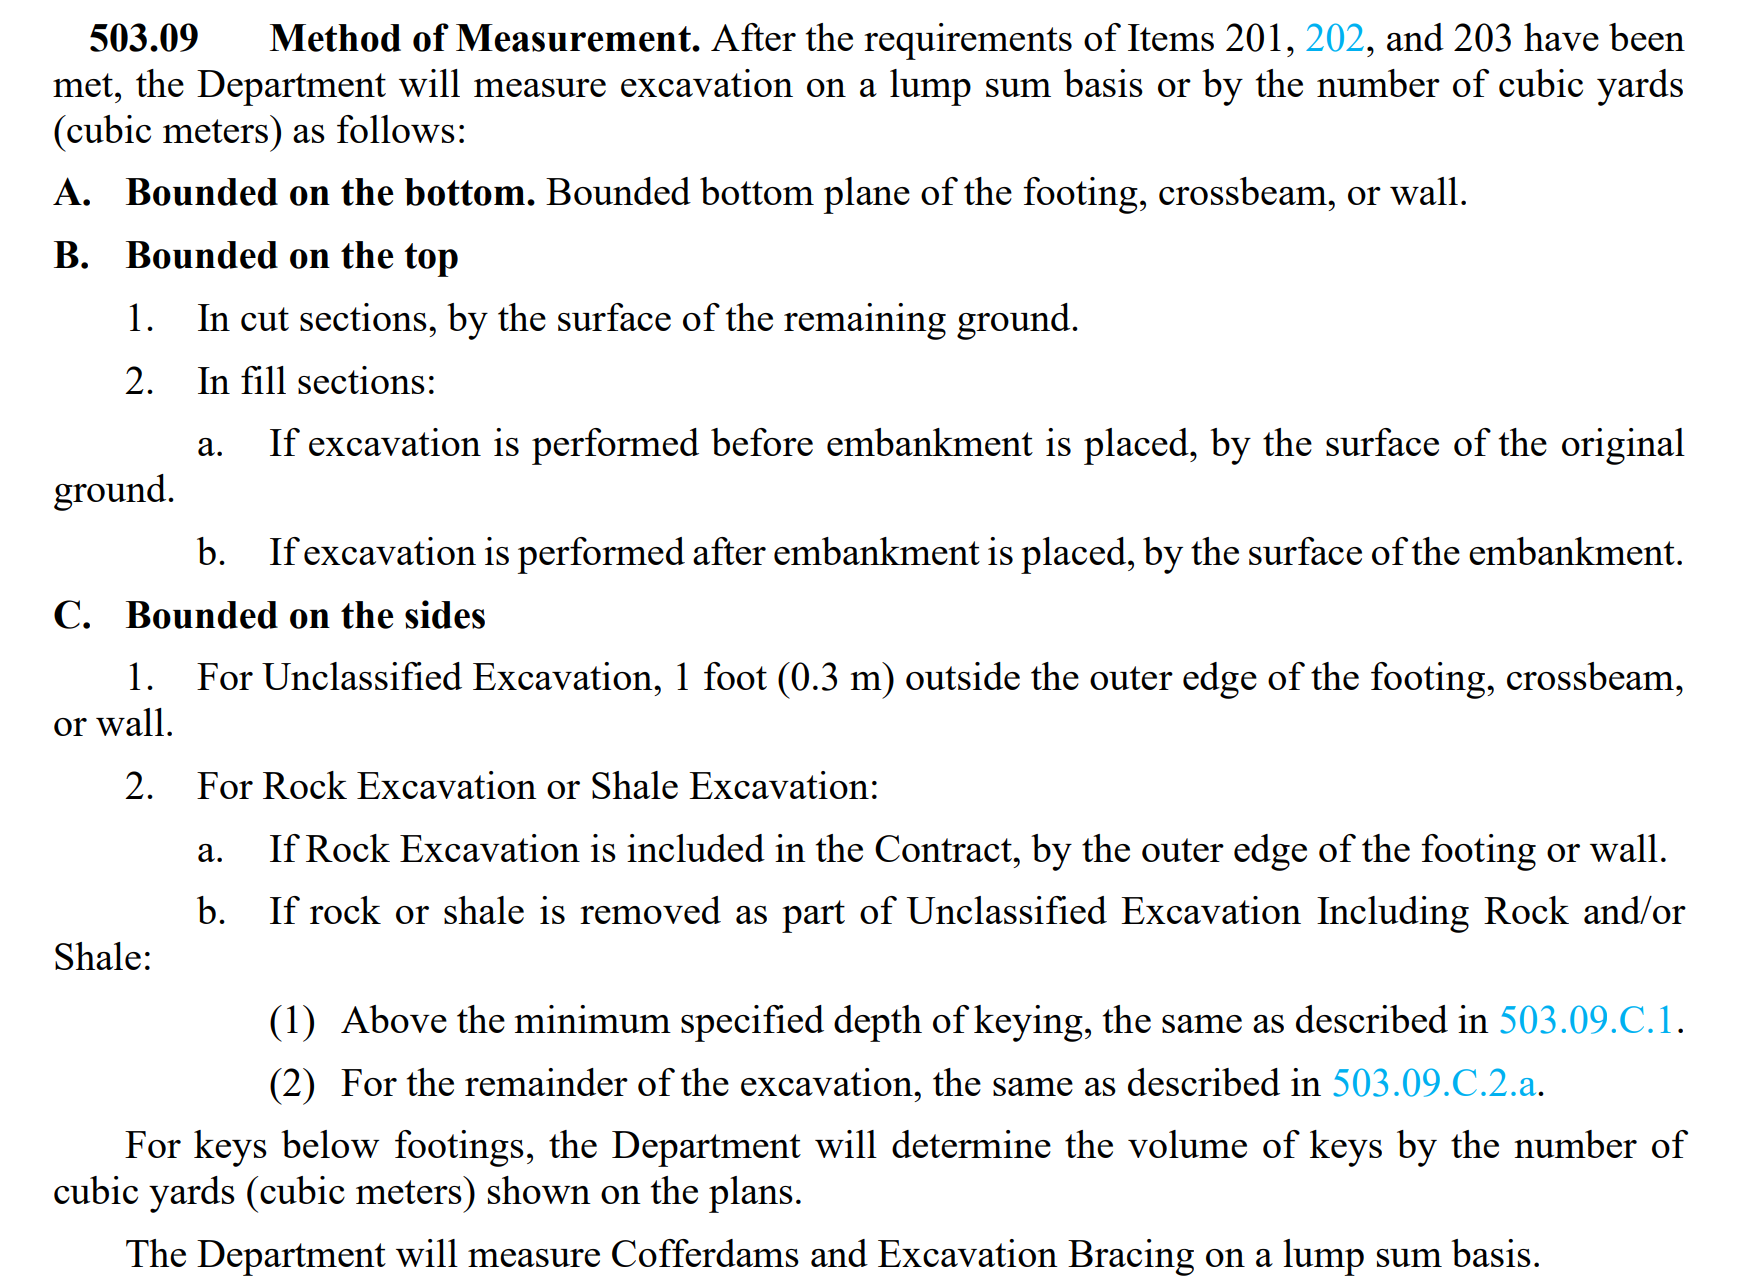 503.09 Method of Measurement. After the requirements of Items 201, 202, and 203 have been
met, the Department will measure excavation on a lump sum basis or by the number of cubic yards
(cubic meters) as follows:
A. Bounded on the bottom. Bounded bottom plane of the footing, crossbeam, or wall.
B. Bounded on the top
1. In cut sections, by the surface of the remaining ground.
2. In fill sections:
a. If excavation is performed before embankment is placed, by the surface of the original
ground.
b. If excavation is performed after embankment is placed, by the surface of the embankment.
C. Bounded on the sides
1. For Unclassified Excavation, 1 foot (0.3 m) outside the outer edge of the footing, crossbeam,
or wall.
2. For Rock Excavation or Shale Excavation:
a. If Rock Excavation is included in the Contract, by the outer edge of the footing or wall.
b. If rock or shale is removed as part of Unclassified Excavation Including Rock and/or
Shale:
(1) Above the minimum specified depth of keying, the same as described in 503.09.C.1.
(2) For the remainder of the excavation, the same as described in 503.09.C.2.a.
For keys below footings, the Department will determine the volume of keys by the number of
cubic yards (cubic meters) shown on the plans.
The Department will measure Cofferdams and Excavation Bracing on a lump sum basis.